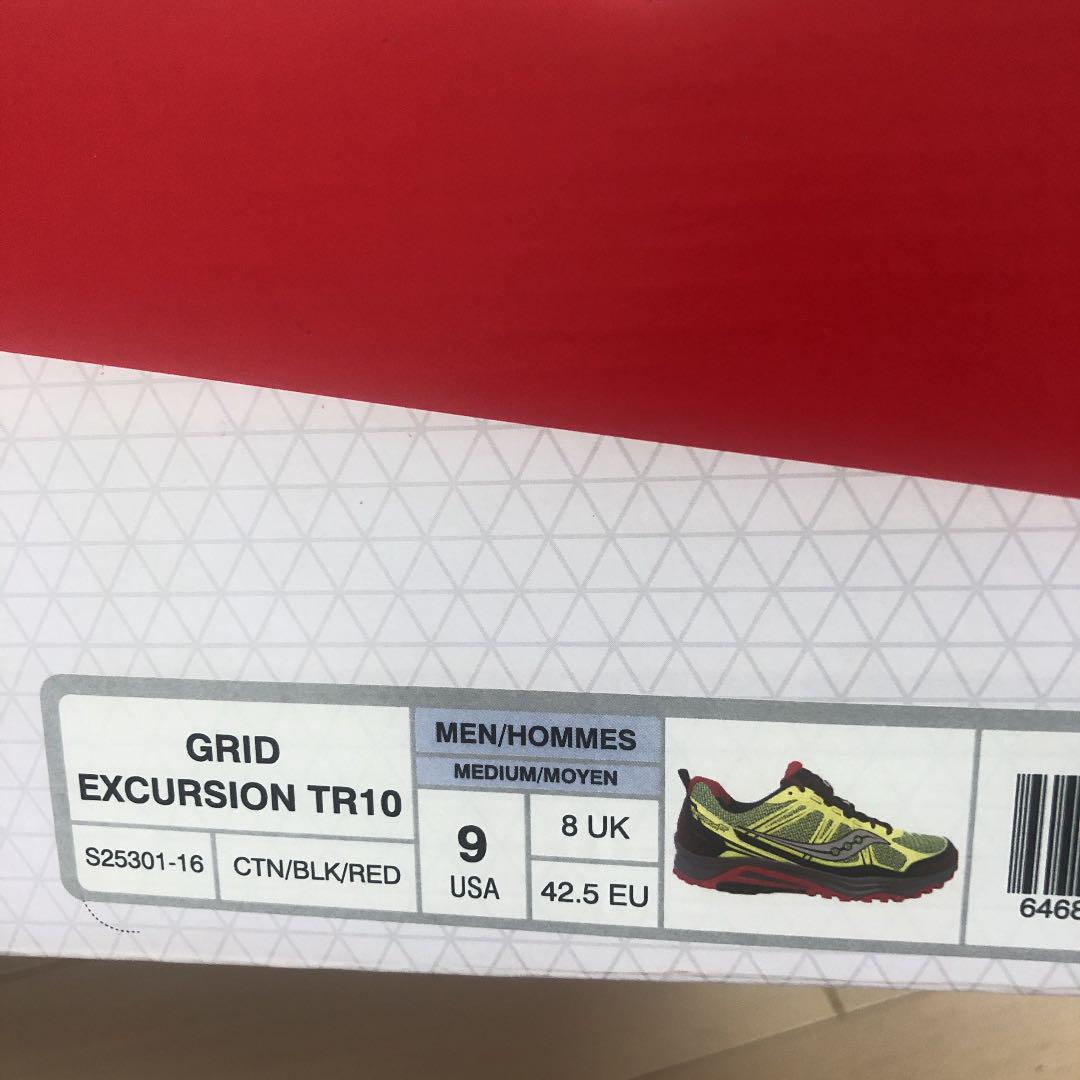 GRID
EXCURSION TR10
S25301-16
CTN/BLK/RED
MEN/HOMMES
MEDIUM/MOYEN
9
USA
8 UK
42.5 EU
6468